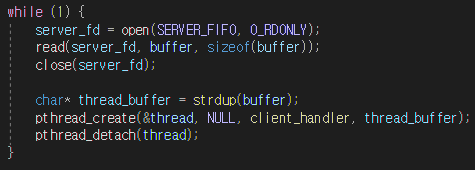 while (1) {
    server_fd = open(SERVER_FIFO, O_RDONLY);
    read(server_fd, buffer, sizeof(buffer));
    close(server_fd);

    char* thread_buffer = strdup(buffer);
    pthread_create(&thread, NULL, client_handler, thread_buffer);
    pthread_detach(thread);
}